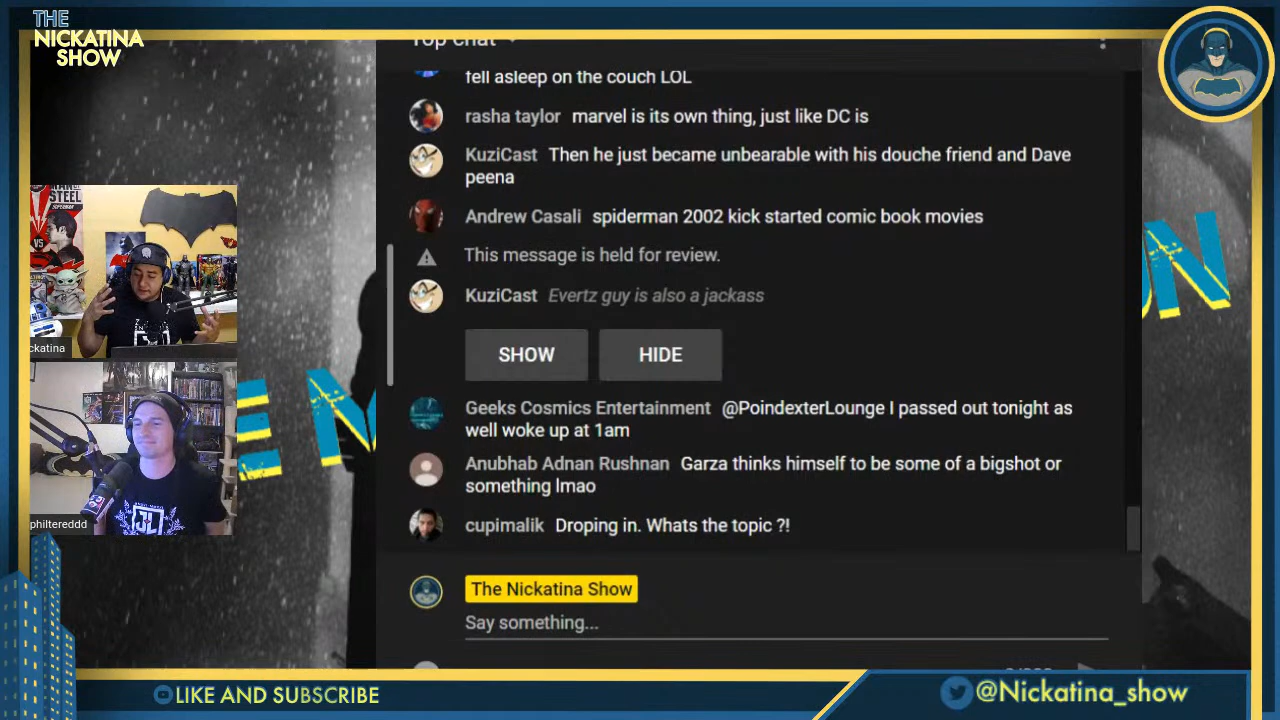 THE
NICKATINA
SHOW
Top chat
fell asleep on the couch LOL
rasha taylor marvel is its own thing, just like DC is
KuziCast Then he just became unbearable with his douche friend and Dave
peena
Andrew Casali spiderman 2002 kick started comic book movies
This message is held for review.
KuziCast Evertz guy is also a jackass
SHOW HIDE
Geeks Cosmics Entertainment @PoindexterLounge I passed out tonight as
well woke up at 1am
Anubhab Adnan Rushnan Garza thinks himself to be some of a bigshot or
something lmao
cupimalik Droping in. Whats the topic ?!
The Nickatina Show
Say something...
OF
STEEL
VS
ckatina
JL
philtereddd
E M
UN
LIKE AND SUBSCRIBE
@Nickatina_show